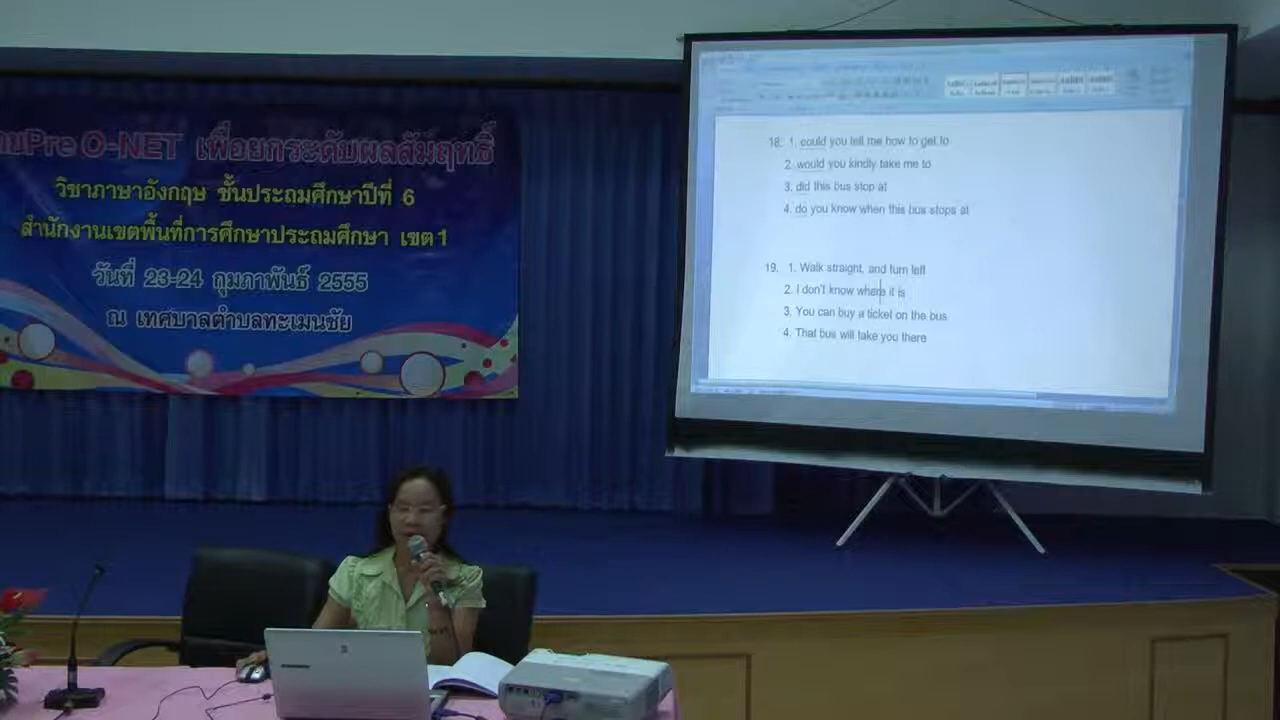 Pre O-NET เพื่อยกระดับผลสัมฤทธิ์
วิชาภาษาอังกฤษ ชั้นประถมศึกษาปีที่ 6
สำนักงานเขตพื้นที่การศึกษาประถมศึกษา เขต 1
วันที่ 23-24 กุมภาพันธ์ 2555
ณ เทศบาลตำบลทะเมนชัย
18. 1. could you tell me how to get to
2. would you kindly take me to
3. did this bus stop at
4. do you know when this bus stops at
19. 1. Walk straight, and turn left
2. I don't know where it is
3. You can buy a ticket on the bus
4. That bus will take you there